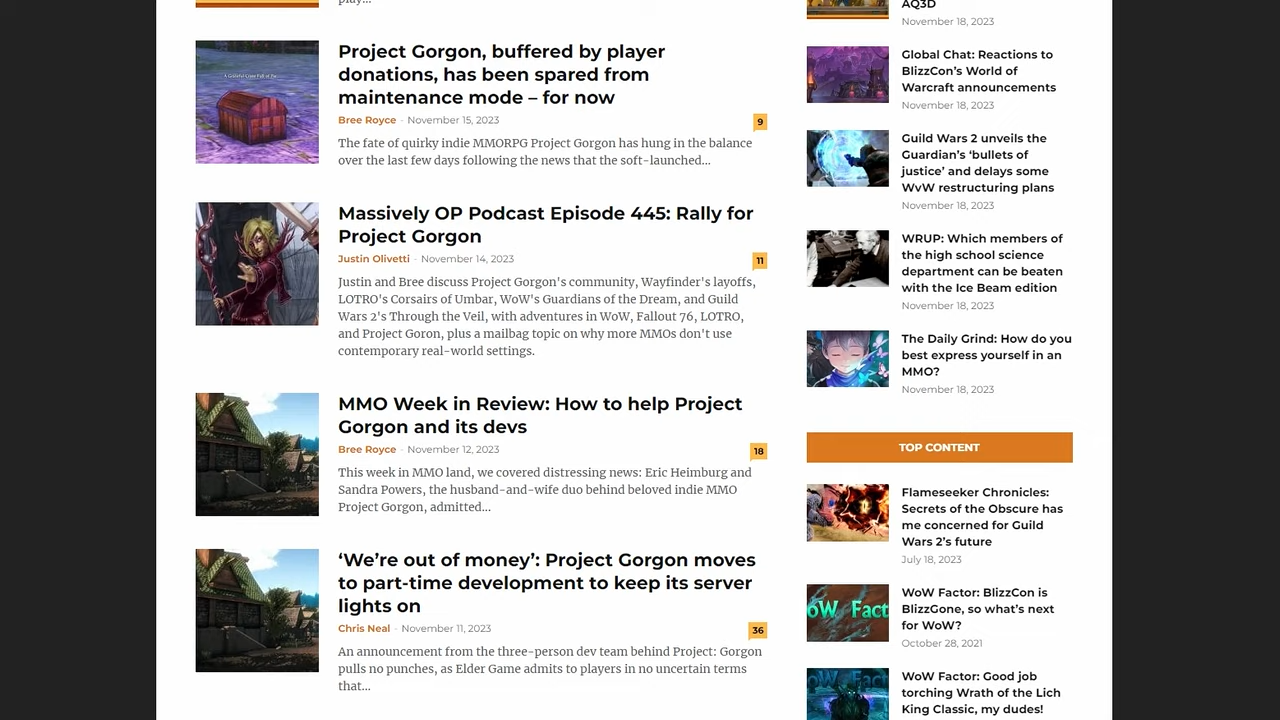 play...
Project Gorgon, buffered by player
donations, has been spared from
maintenance mode – for now
Bree Royce - November 15, 2023
9
The fate of quirky indie MMORPG Project Gorgon has hung in the balance
over the last few days following the news that the soft-launched...
Massively OP Podcast Episode 445: Rally for
Project Gorgon
Justin Olivetti - November 14, 2023
11
Justin and Bree discuss Project Gorgon's community, Wayfinder's layoffs,
LOTRO's Corsairs of Umbar, WoW's Guardians of the Dream, and Guild
Wars 2's Through the Veil, with adventures in WoW, Fallout 76, LOTRO,
and Project Goron, plus a mailbag topic on why more MMOs don't use
contemporary real-world settings.
MMO Week in Review: How to help Project
Gorgon and its devs
Bree Royce - November 12, 2023
18
This week in MMO land, we covered distressing news: Eric Heimburg and
Sandra Powers, the husband-and-wife duo behind beloved indie MMO
Project Gorgon, admitted...
‘We’re out of money’: Project Gorgon moves
to part-time development to keep its server
lights on
Chris Neal - November 11, 2023
36
An announcement from the three-person dev team behind Project: Gorgon
pulls no punches, as Elder Game admits to players in no uncertain terms
that...
AQ3D
November 18, 2023
Global Chat: Reactions to
BlizzCon’s World of
Warcraft announcements
November 18, 2023
Guild Wars 2 unveils the
Guardian’s ‘bullets of
justice’ and delays some
WvW restructuring plans
November 18, 2023
WRUP: Which members of
the high school science
department can be beaten
with the Ice Beam edition
November 18, 2023
The Daily Grind: How do you
best express yourself in an
MMO?
November 18, 2023
TOP CONTENT
Flameseeker Chronicles:
Secrets of the Obscure has
me concerned for Guild
Wars 2’s future
July 18, 2023
oW Fact
WoW Factor: BlizzCon is
BlizzGone, so what’s next
for WoW?
October 28, 2021
WoW Factor: Good job
torching Wrath of the Lich
King Classic, my dudes!